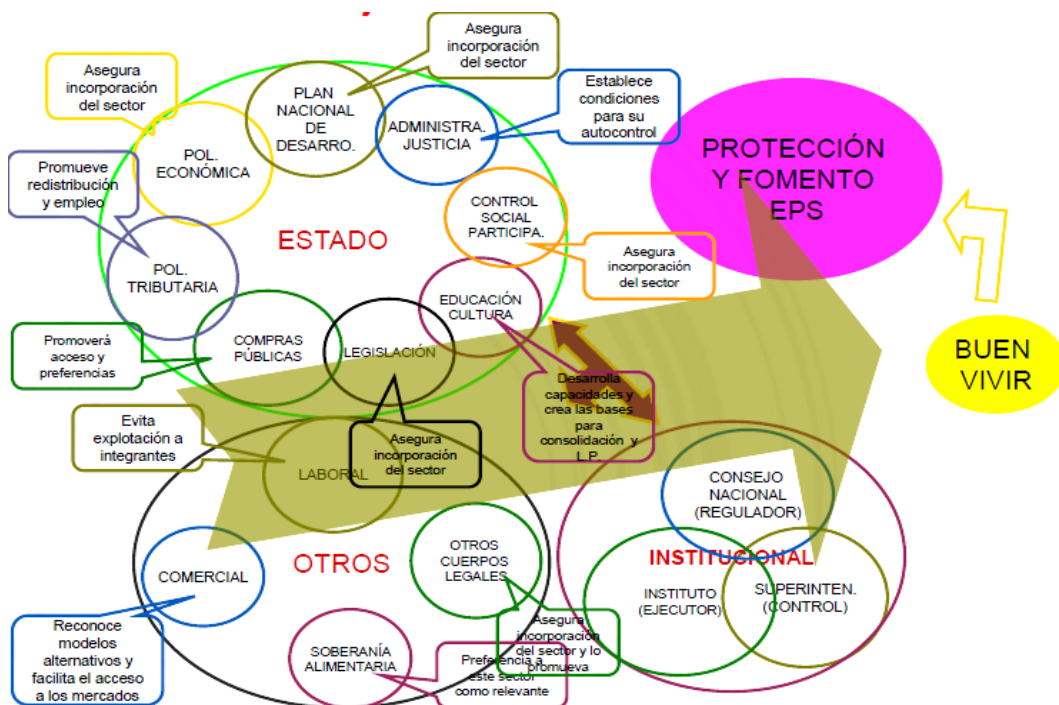 Asegura
incorporación
del sector
Asegura
incorporación
del sector
Establece
condiciones
para su
autocontrol
PLAN
NACIONAL
DE
DESARRO.
ADMINISTRA.
JUSTICIA
POL.
ECONÓMICA
PROTECCIÓN
Y FOMENTO
EPS
Promueve
redistribución
y empleo
CONTROL
SOCIAL
PARTICIPA.
ESTADO
Asegura
incorporación
del sector
POL.
TRIBUTARIA
EDUCACIÓN
CULTURA
Promoverá
acceso y
preferencias
COMPRAS
PÚBLICAS
LEGISLACIÓN
BUEN
VIVIR
Desarrolla
capacidades y
crea las bases
para
consolidación y
L.P.
Evita
explotación a
integrantes
Asegura
incorporación
del sector
LABORAL
CONSEJO
NACIONAL
(REGULADOR)
OTROS
OTROS
CUERPOS
LEGALES
INSTITUCIONAL
COMERCIAL
INSTITUTO
(EJECUTOR)
SUPERINTEN.
(CONTROL)
Reconoce
modelos
alternativos y
facilita el acceso
a los mercados
SOBERANÍA
ALIMENTARIA
Asegura
incorporación
del sector y lo
promueva
Preferencia a
este sector
como relevante